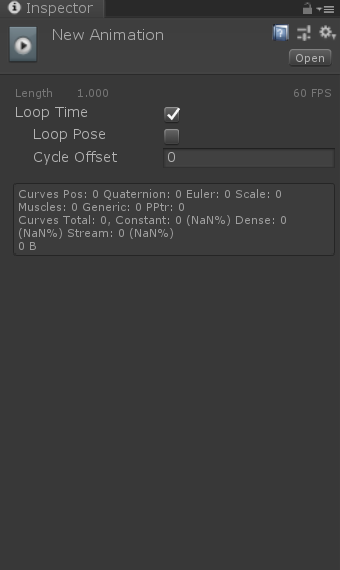 Inspector
New Animation
Open
Length 1.000 60 FPS
Loop Time
Loop Pose
Cycle Offset 0
Curves Pos: 0 Quaternion: 0 Euler: 0 Scale: 0
Muscles: 0 Generic: 0 PPtr: 0
Curves Total: 0, Constant: 0 (NaN%) Dense: 0
(NaN%) Stream: 0 (NaN%)
0 B